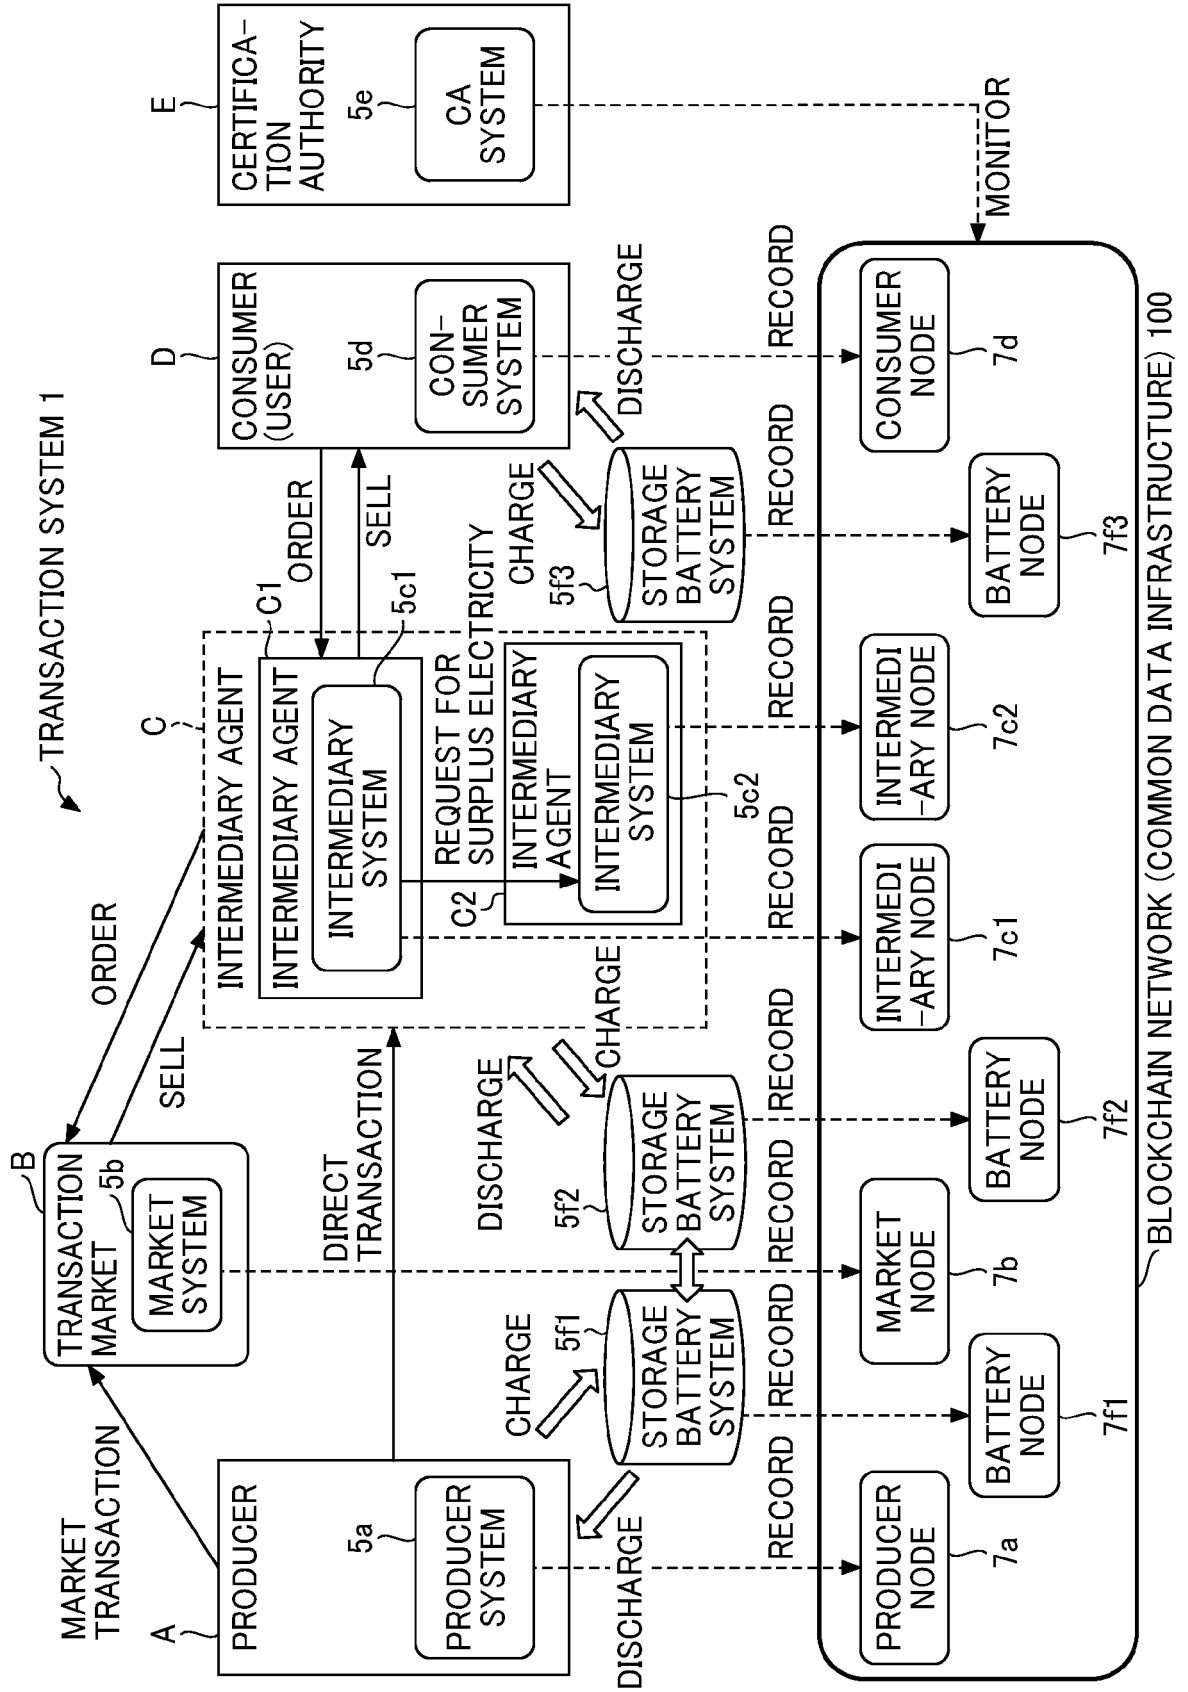 TRANSACTION SYSTEM 1
MARKET
TRANSACTION
B
TRANSACTION
MARKET
5b
MARKET
SYSTEM
ORDER
SELL
A
PRODUCER
5a
PRODUCER
SYSTEM
DIRECT
TRANSACTION
C
INTERMEDIARY AGENT
C1
INTERMEDIARY AGENT
INTERMEDIARY
SYSTEM
5c1
REQUEST FOR
SURPLUS ELECTRICITY
C2
INTERMEDIARY
AGENT
INTERMEDIARY
SYSTEM
5c2
ORDER
SELL
D
CONSUMER
(USER)
5d
CON-
SUMER
SYSTEM
E
CERTIFICA-
TION
AUTHORITY
5e
CA
SYSTEM
DISCHARGE
CHARGE
5f1
STORAGE
BATTERY
SYSTEM
DISCHARGE
CHARGE
5f2
STORAGE
BATTERY
SYSTEM
CHARGE
DISCHARGE
5f3
STORAGE
BATTERY
SYSTEM
RECORD
RECORD
RECORD
RECORD
RECORD
RECORD
RECORD
RECORD
MONITOR
PRODUCER
NODE
7a
BATTERY
NODE
7f1
MARKET
NODE
7b
BATTERY
NODE
7f2
INTERMEDI
-ARY NODE
7c1
INTERMEDI
-ARY NODE
7c2
BATTERY
NODE
7f3
CONSUMER
NODE
7d
BLOCKCHAIN NETWORK (COMMON DATA INFRASTRUCTURE) 100